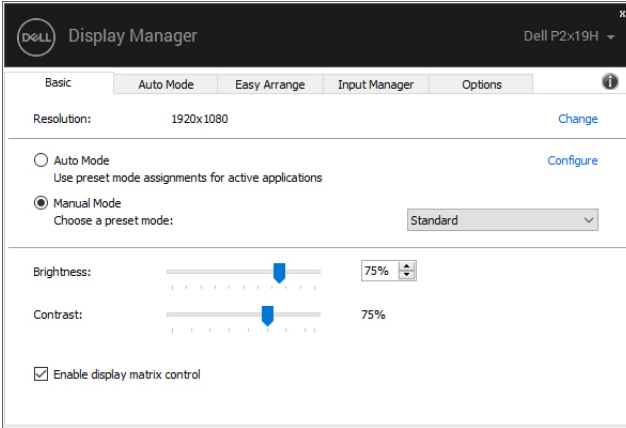 DELL Display Manager Dell P2x19H
x
Basic Auto Mode Easy Arrange Input Manager Options i
Resolution: 1920x1080 Change
Auto Mode Configure
Use preset mode assignments for active applications
Manual Mode
Choose a preset mode: Standard
Brightness: 75%
Contrast: 75%
Enable display matrix control